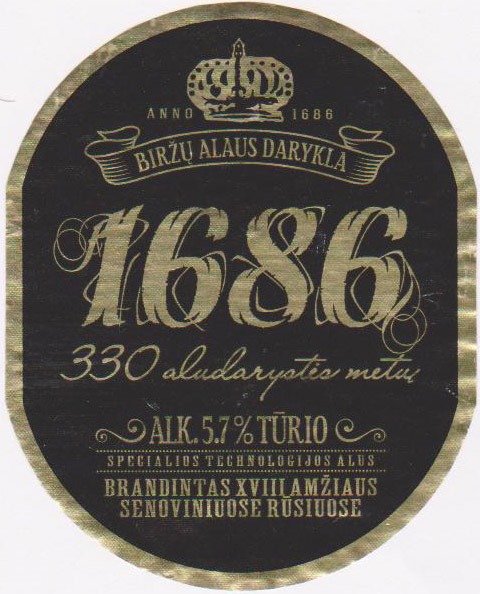 ANNO 1686
BIRŽŲ ALAUS DARYKLA
1686
330 aludarystės metų
ALK. 5.7% TŪRIO
SPECIALIOS TECHNOLOGIJOS ALUS
BRANDINTAS XVIII AMŽIAUS
SENOVINIUOSE RŪSIUOSE